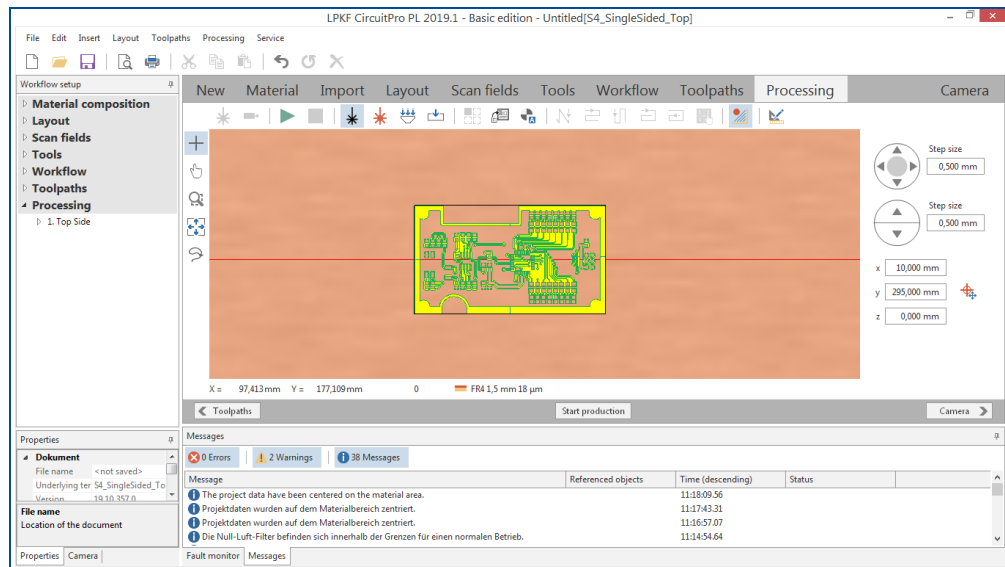 LPKF CircuitPro PL 2019.1 - Basic edition - Untitled[S4_SingleSided_Top]
File Edit Insert Layout Toolpaths Processing Service
Workflow setup
Material composition
Layout
Scan fields
Tools
Workflow
Toolpaths
Processing
1. Top Side
New Material Import Layout Scan fields Tools Workflow Toolpaths Processing Camera
Step size
0,500 mm
Step size
0,500 mm
x 10,000 mm
y 295,000 mm
z 0,000 mm
X = 97,413 mm Y = 177,109 mm 0 FR4 1,5 mm 18 µm
Toolpaths Start production Camera
Properties
Dokument
File name <not saved>
Underlying ter S4_SingleSided_To
Version 19.10.357.0
File name
Location of the document
Properties Camera
Messages
0 Errors 2 Warnings 38 Messages
Message Referenced objects Time (descending) Status
The project data have been centered on the material area. 11:18:09.56
Projektdaten wurden auf dem Materialbereich zentriert. 11:17:43.31
Projektdaten wurden auf dem Materialbereich zentriert. 11:16:57.07
Die Null-Luft-Filter befinden sich innerhalb der Grenzen für einen normalen Betrieb. 11:14:54.64
Fault monitor Messages